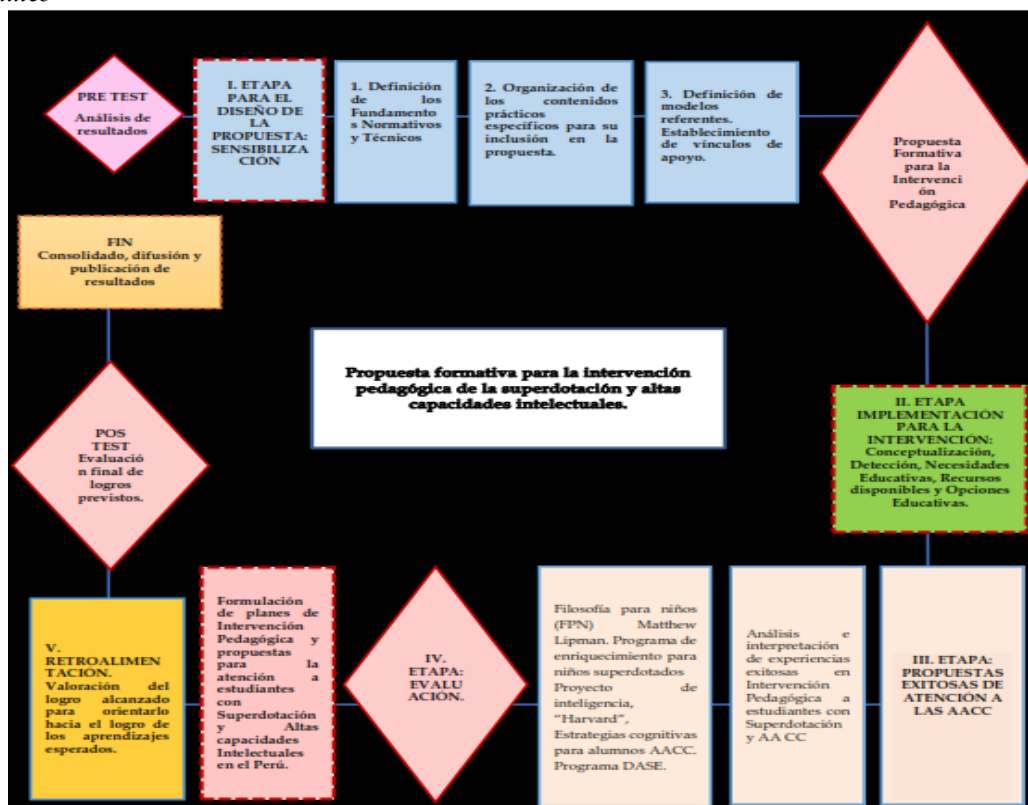 PRE TEST
Análisis de
resultados
I. ETAPA
PARA EL
DISEÑO DE
LA
PROPUESTA:
SENSIBILIZA
CIÓN
1. Definición
de los
Fundamento
s Normativos
y Técnicos
2. Organización de
los contenidos
prácticos
específicos para su
inclusión en la
propuesta.
3. Definición de
modelos
referentes.
Establecimiento
de vínculos de
apoyo.
Propuesta
Formativa
para la
Intervenci
ón
Pedagógica
FIN
Consolidado, difusión y
publicación de
resultados
Propuesta formativa para la intervención
pedagógica de la superdotación y altas
capacidades intelectuales.
II. ETAPA
IMPLEMENTACIÓN
PARA LA
INTERVENCIÓN:
Conceptualización,
Detección, Necesidades
Educativas, Recursos
disponibles y Opciones
Educativas.
POS
TEST
Evaluació
n final de
logros
previstos.
V.
RETROALIMEN
TACIÓN.
Valoración del
logro alcanzado
para orientarlo
hacia el logro de
los aprendizajes
esperados.
Formulación
de planes de
Intervención
Pedagógica y
propuestas
para la
atención a
estudiantes
con
Superdotación
y Altas
capacidades
Intelectuales
en el Perú.
IV.
ETAPA:
EVALU
ACIÓN.
Filosofía para niños
(FPN) Matthew
Lipman. Programa de
enriquecimiento para
niños superdotados
Proyecto de
inteligencia,
“Harvard”,
Estrategias cognitivas
para alumnos AACC.
Programa DASE.
Análisis e
interpretación de
experiencias
exitosas en
Intervención
Pedagógica a
estudiantes con
Superdotación
y AA CC
III. ETAPA:
PROPUESTAS
EXITOSAS DE
ATENCIÓN A
LAS AACC